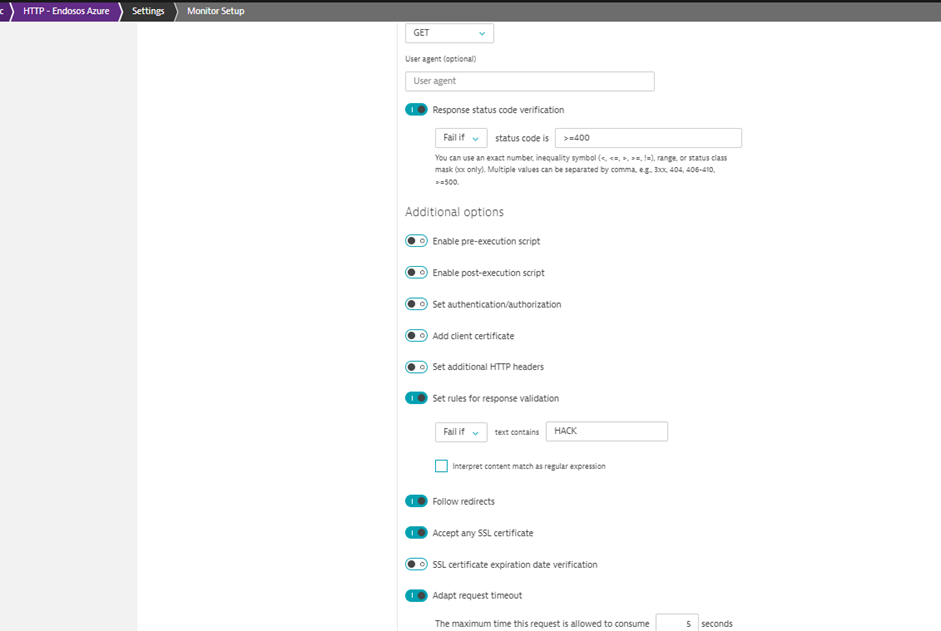 c HTTP - Endosos Azure Settings Monitor Setup
GET
User agent (optional)
User agent
Response status code verification
Fail if status code is >=400
You can use an exact number, inequality symbol (<, <=, >, >=, !=), range, or status class
mask (xx only). Multiple values can be separated by comma, e.g., 3xx, 404, 406-410,
>=500.
Additional options
Enable pre-execution script
Enable post-execution script
Set authentication/authorization
Add client certificate
Set additional HTTP headers
Set rules for response validation
Fail if text contains HACK
Interpret content match as regular expression
Follow redirects
Accept any SSL certificate
SSL certificate expiration date verification
Adapt request timeout
The maximum time this request is allowed to consume 5 seconds